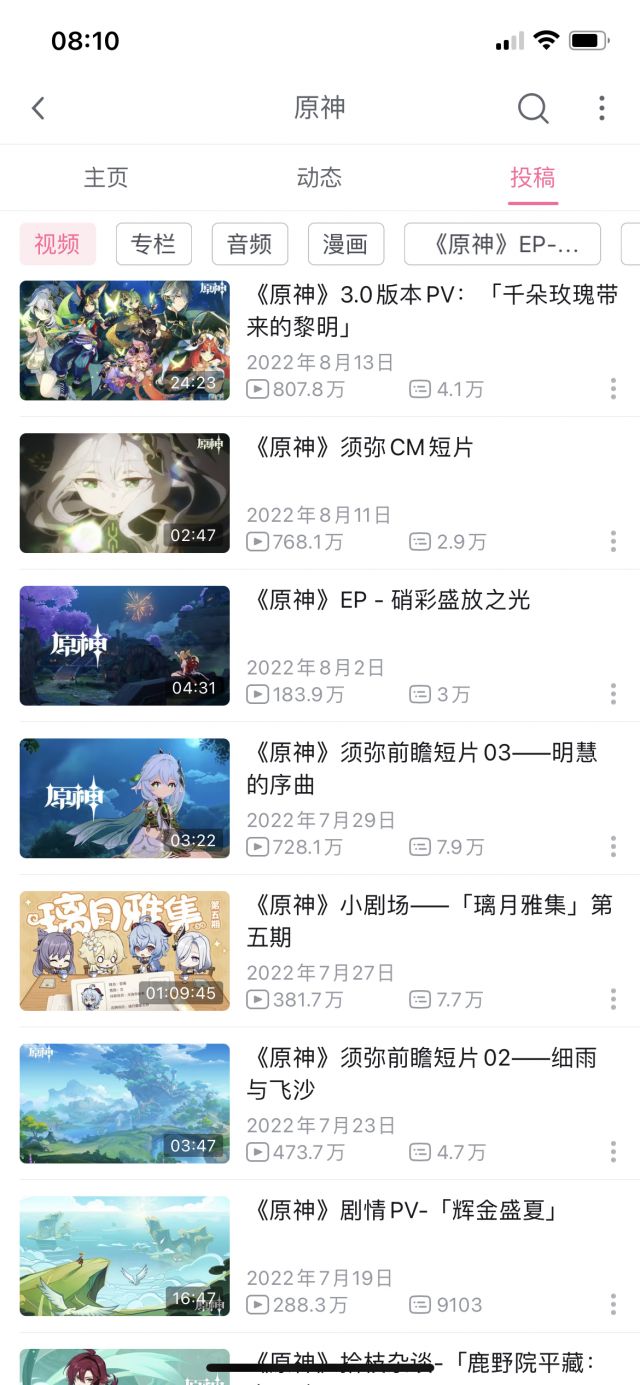 08:10
原神
主页 动态 投稿
视频 专栏 音频 漫画 《原神》EP-...
原神
24:23
《原神》3.0版本PV：「千朵玫瑰带
来的黎明」
2022年8月13日
807.8万 4.1万
原神
02:47
《原神》须弥CM短片
2022年8月11日
768.1万 2.9万
原神
04:31
《原神》EP - 硝彩盛放之光
2022年8月2日
183.9万 3万
原神
03:22
《原神》须弥前瞻短片03——明慧
的序曲
2022年7月29日
728.1万 7.9万
璃月雅集
第五期
01:09:45
《原神》小剧场——「璃月雅集」第
五期
2022年7月27日
381.7万 7.7万
原神
03:47
《原神》须弥前瞻短片02——细雨
与飞沙
2022年7月23日
473.7万 4.7万
16:47
原神
《原神》剧情PV-「辉金盛夏」
2022年7月19日
288.3万 9103
原神
《原神》拾枝杂谈-「鹿野院平藏：